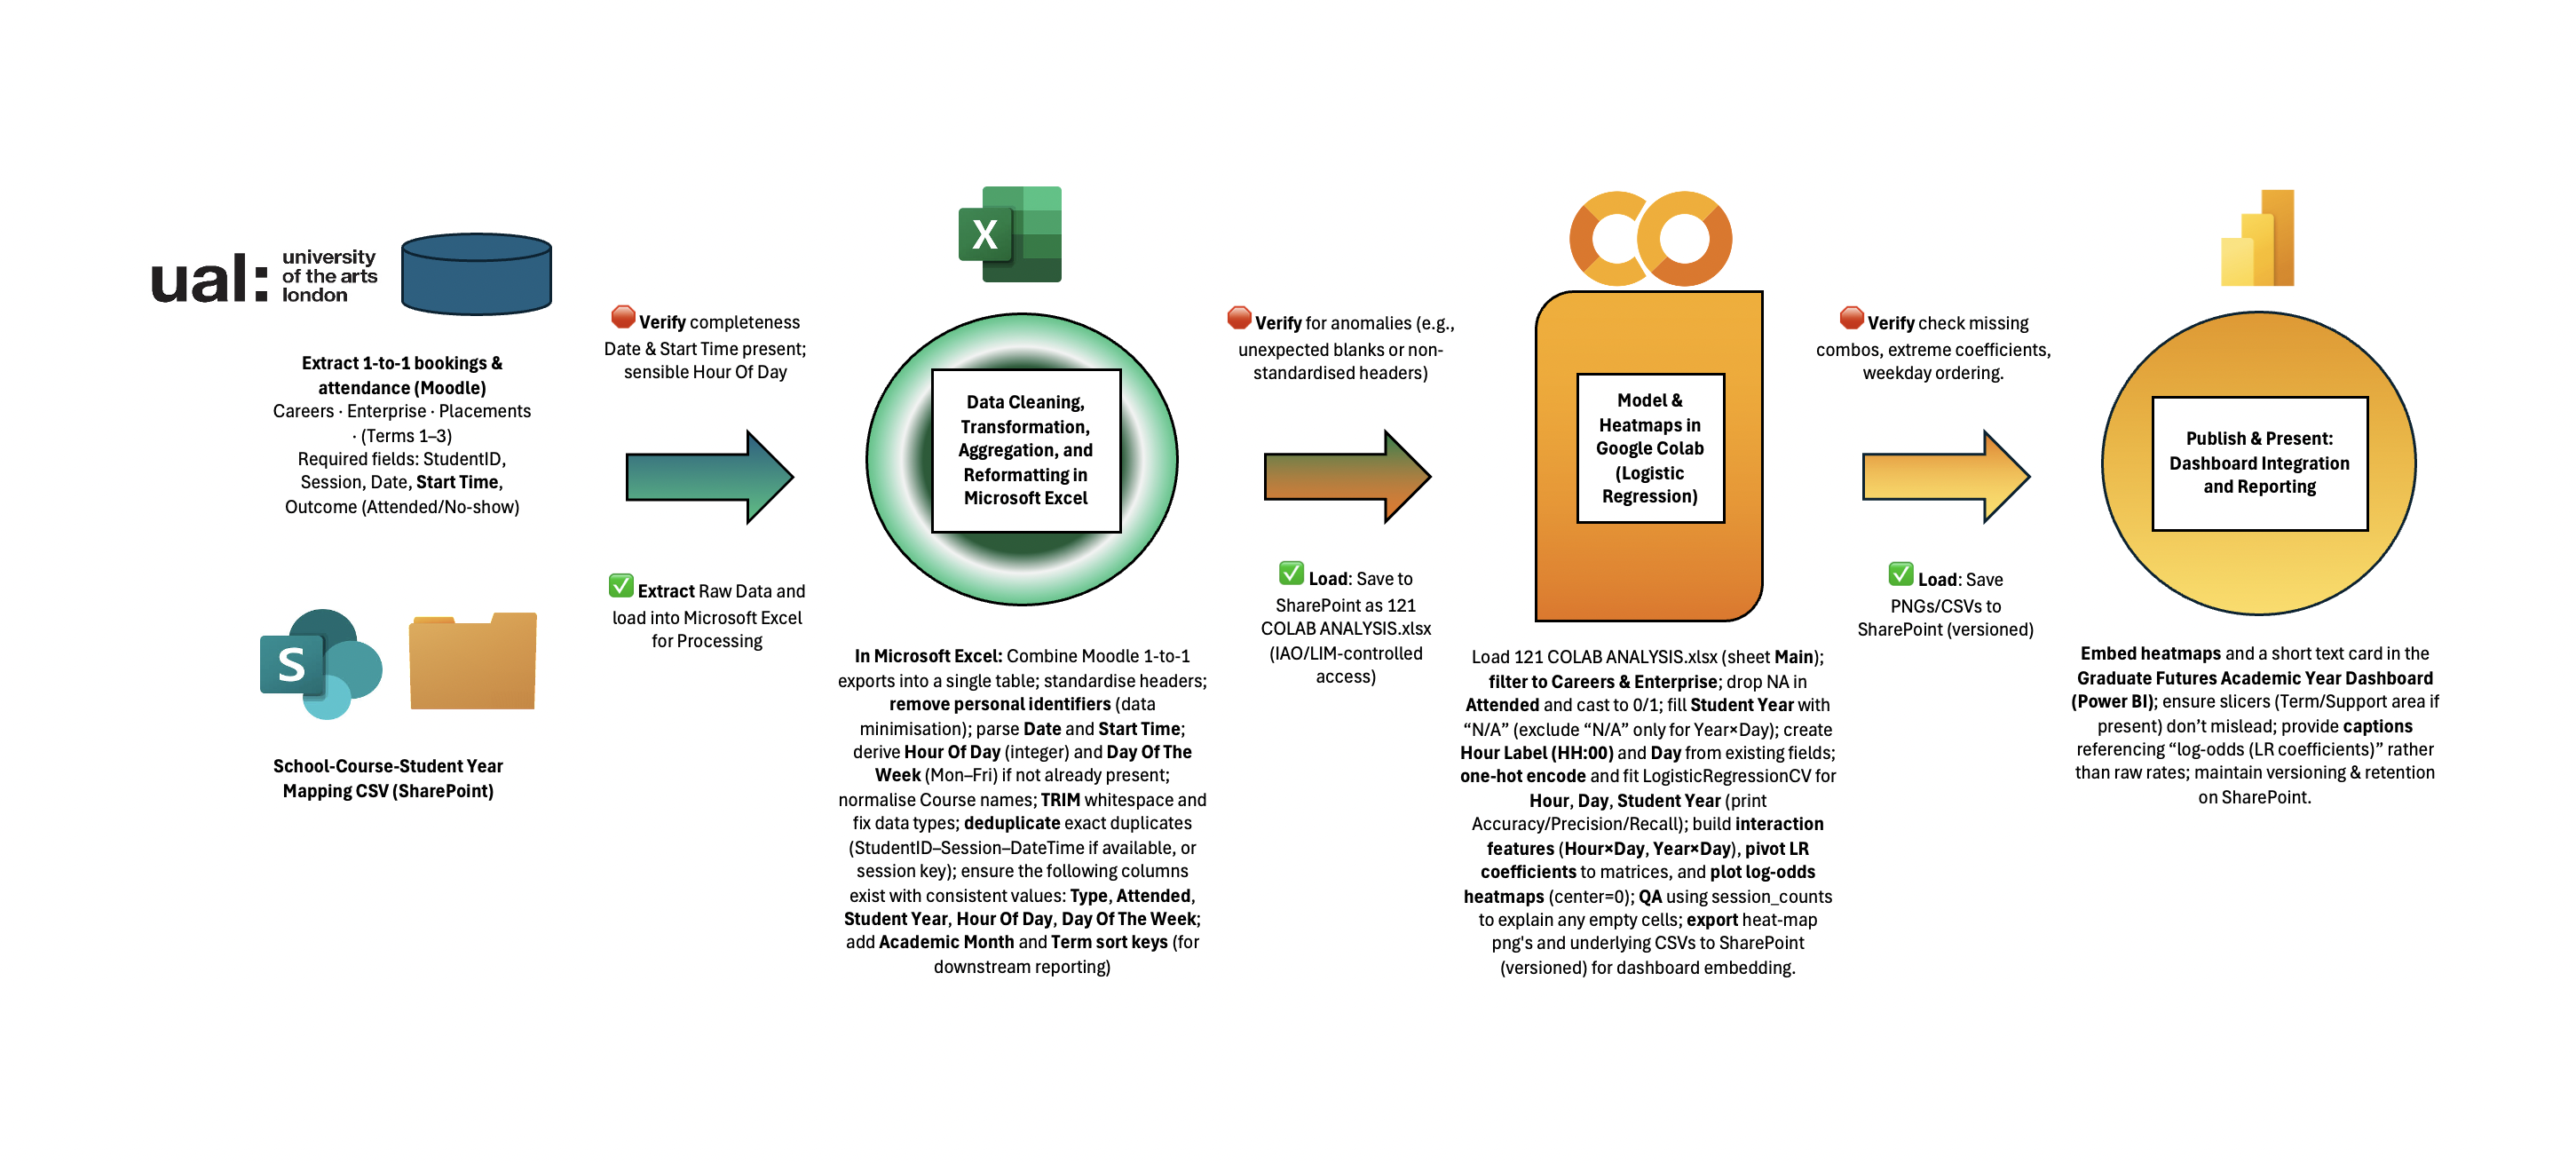 ual:
university
of the arts
london
Extract 1-to-1 bookings &
attendance (Moodle)
Careers · Enterprise · Placements
· (Terms 1–3)
Required fields: StudentID,
Session, Date, Start Time,
Outcome (Attended/No-show)
S
School-Course-Student Year
Mapping CSV (SharePoint)
Verify completeness
Date & Start Time present;
sensible Hour Of Day
Extract Raw Data and
load into Microsoft Excel
for Processing
X
Data Cleaning,
Transformation,
Aggregation, and
Reformatting in
Microsoft Excel
In Microsoft Excel: Combine Moodle 1-to-1
exports into a single table; standardise headers;
remove personal identifiers (data
minimisation); parse Date and Start Time;
derive Hour Of Day (integer) and Day Of The
Week (Mon–Fri) if not already present;
normalise Course names; TRIM whitespace and
fix data types; deduplicate exact duplicates
(StudentID–Session–DateTime if available, or
session key); ensure the following columns
exist with consistent values: Type, Attended,
Student Year, Hour Of Day, Day Of The Week;
add Academic Month and Term sort keys (for
downstream reporting)
Verify for anomalies (e.g.,
unexpected blanks or non-
standardised headers)
Load: Save to
SharePoint as 121
COLAB ANALYSIS.xlsx
(IAO/LIM-controlled
access)
Model &
Heatmaps in
Google Colab
(Logistic
Regression)
Load 121 COLAB ANALYSIS.xlsx (sheet Main);
filter to Careers & Enterprise; drop NA in
Attended and cast to 0/1; fill Student Year with
“N/A” (exclude “N/A” only for Year×Day); create
Hour Label (HH:00) and Day from existing fields;
one-hot encode and fit LogisticRegressionCV for
Hour, Day, Student Year (print
Accuracy/Precision/Recall); build interaction
features (Hour×Day, Year×Day), pivot LR
coefficients to matrices, and plot log-odds
heatmaps (center=0); QA using session_counts
to explain any empty cells; export heat-map
png's and underlying CSVs to SharePoint
(versioned) for dashboard embedding.
Verify check missing
combos, extreme coefficients,
weekday ordering.
Load: Save
PNGs/CSVs to
SharePoint (versioned)
Publish & Present:
Dashboard Integration
and Reporting
Embed heatmaps and a short text card in the
Graduate Futures Academic Year Dashboard
(Power BI); ensure slicers (Term/Support area if
present) don’t mislead; provide captions
referencing “log-odds (LR coefficients)” rather
than raw rates; maintain versioning & retention
on SharePoint.